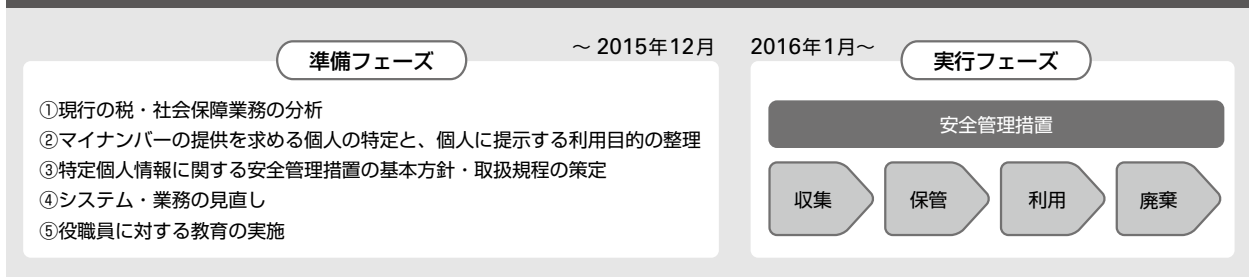 準備フェーズ
～2015年12月
①現行の税・社会保障業務の分析
②マイナンバーの提供を求める個人の特定と、個人に提示する利用目的の整理
③特定個人情報に関する安全管理措置の基本方針・取扱規程の策定
④システム・業務の見直し
⑤役職員に対する教育の実施
2016年1月～
実行フェーズ
安全管理措置
収集
保管
利用
廃棄